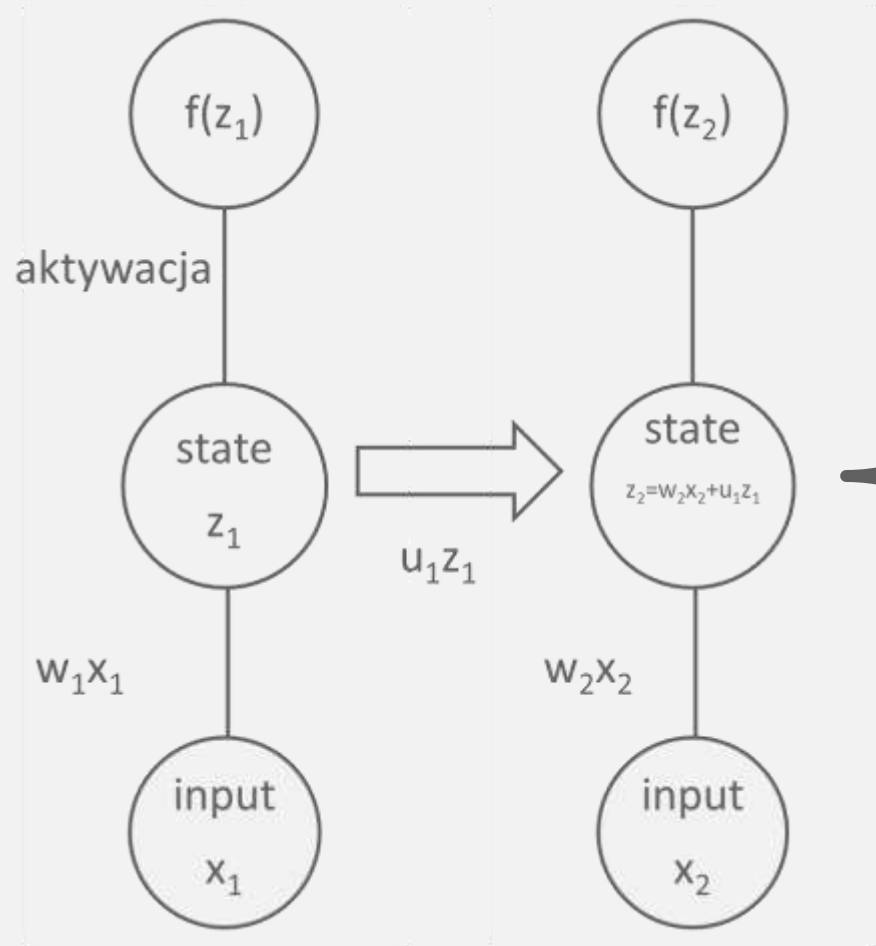 f(z₁)
f(z₂)
aktywacja
state
z₁
state
z₂=w₂x₂+u₁z₁
u₁z₁
w₁x₁
w₂x₂
input
x₁
input
x₂